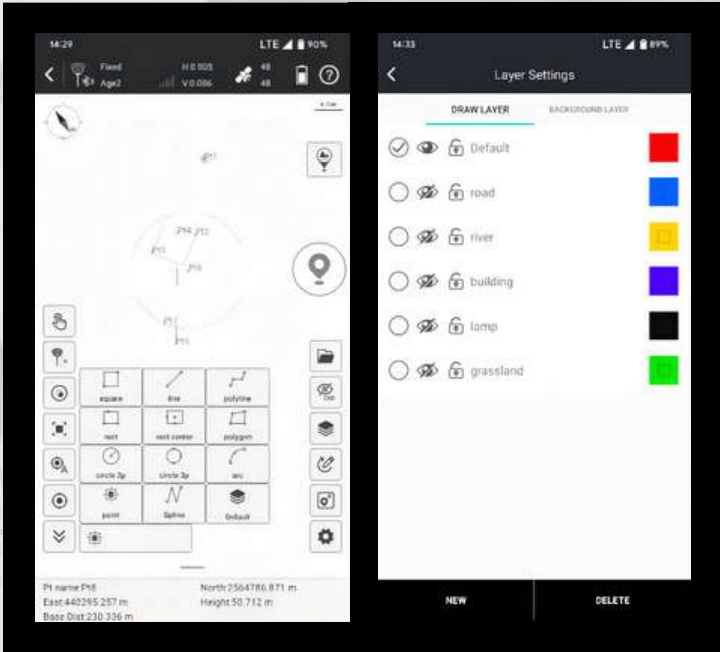 14:29
LTE 90%
Fixed
H:0.005
48
Age2
V:0.006
48
Pt4
Pt8
square
line
polyline
rect
rect center
polygon
circle 2p
circle 3p
arc
point
Spline
Default
Pt name Pt8
North:2564786.871 m
East:440295.257 m
Height:50.712 m
Base Dist:230.336 m
14:33
LTE 89%
Layer Settings
DRAW LAYER
BACKGROUND LAYER
Default
road
river
building
lamp
grassland
NEW
DELETE